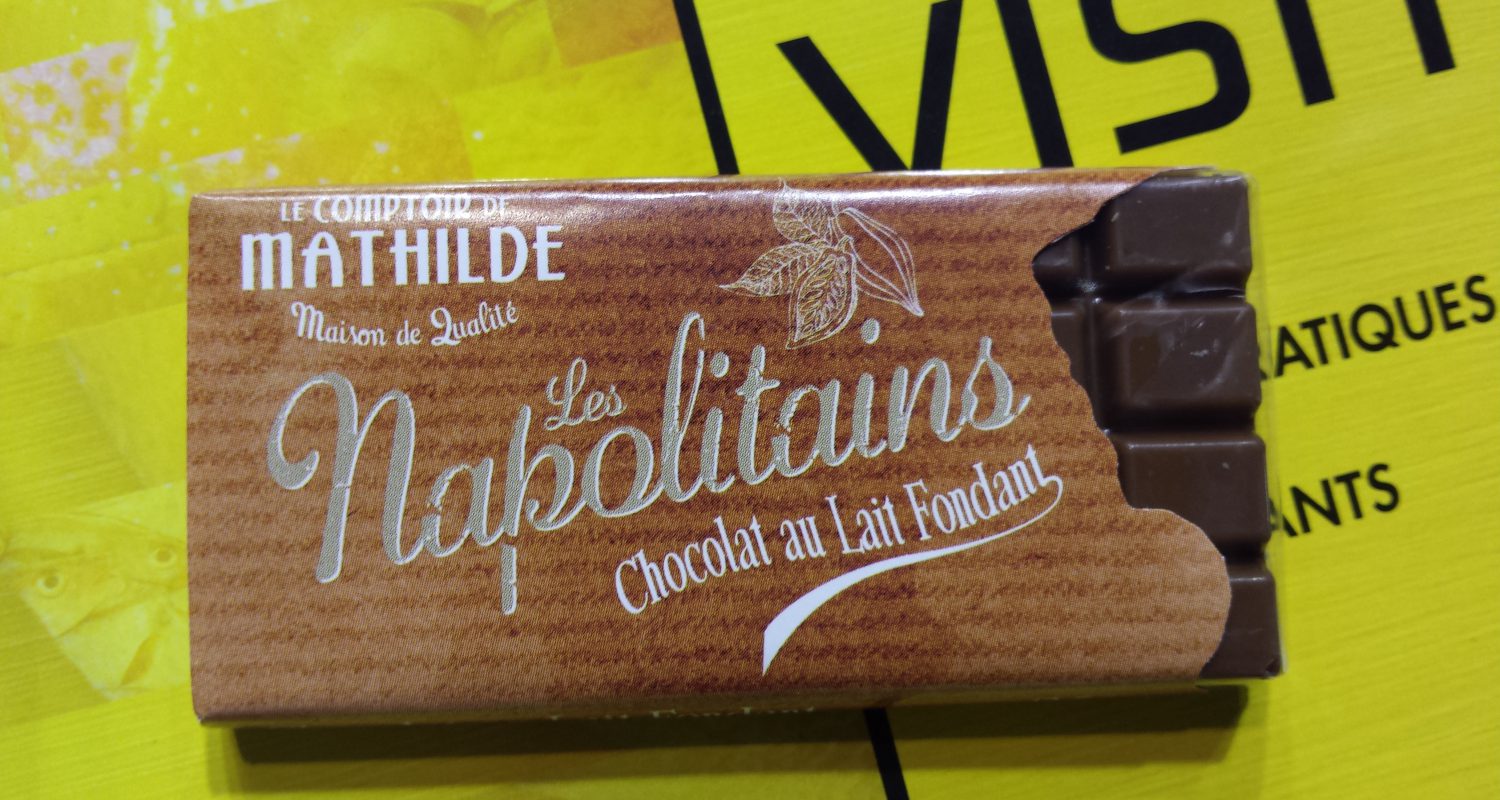 VISIT
LE COMPTOIR DE
MATHILDE
Maison de Qualité
Les
Napolitains
Chocolat au Lait Fondant
RATIQUES
ANTS